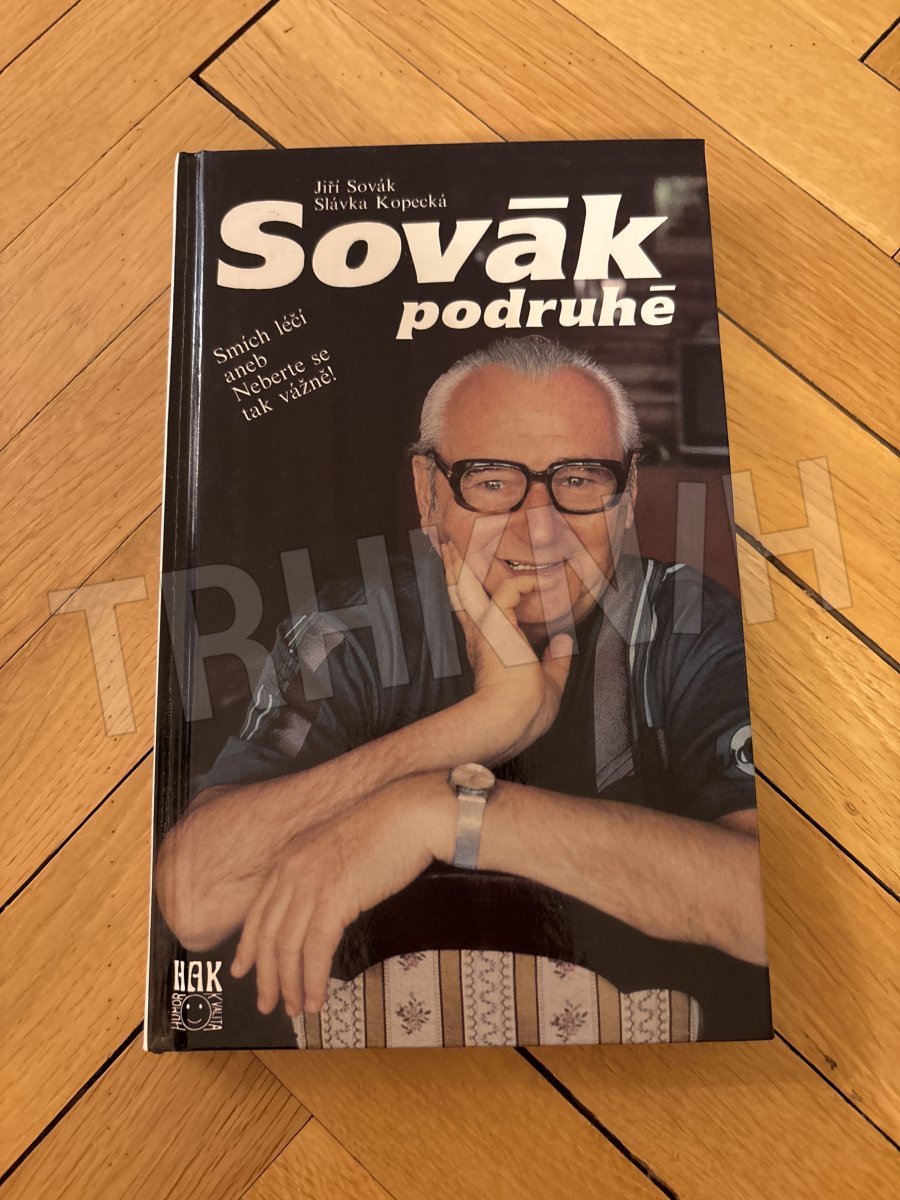 Jiří Sovák
Slávka Kopecká
Sovák
podruhé
Smích léčí
aneb
Neberte se
tak vážně!
TRHKNIH
HAK
HUMOR
KVALITA